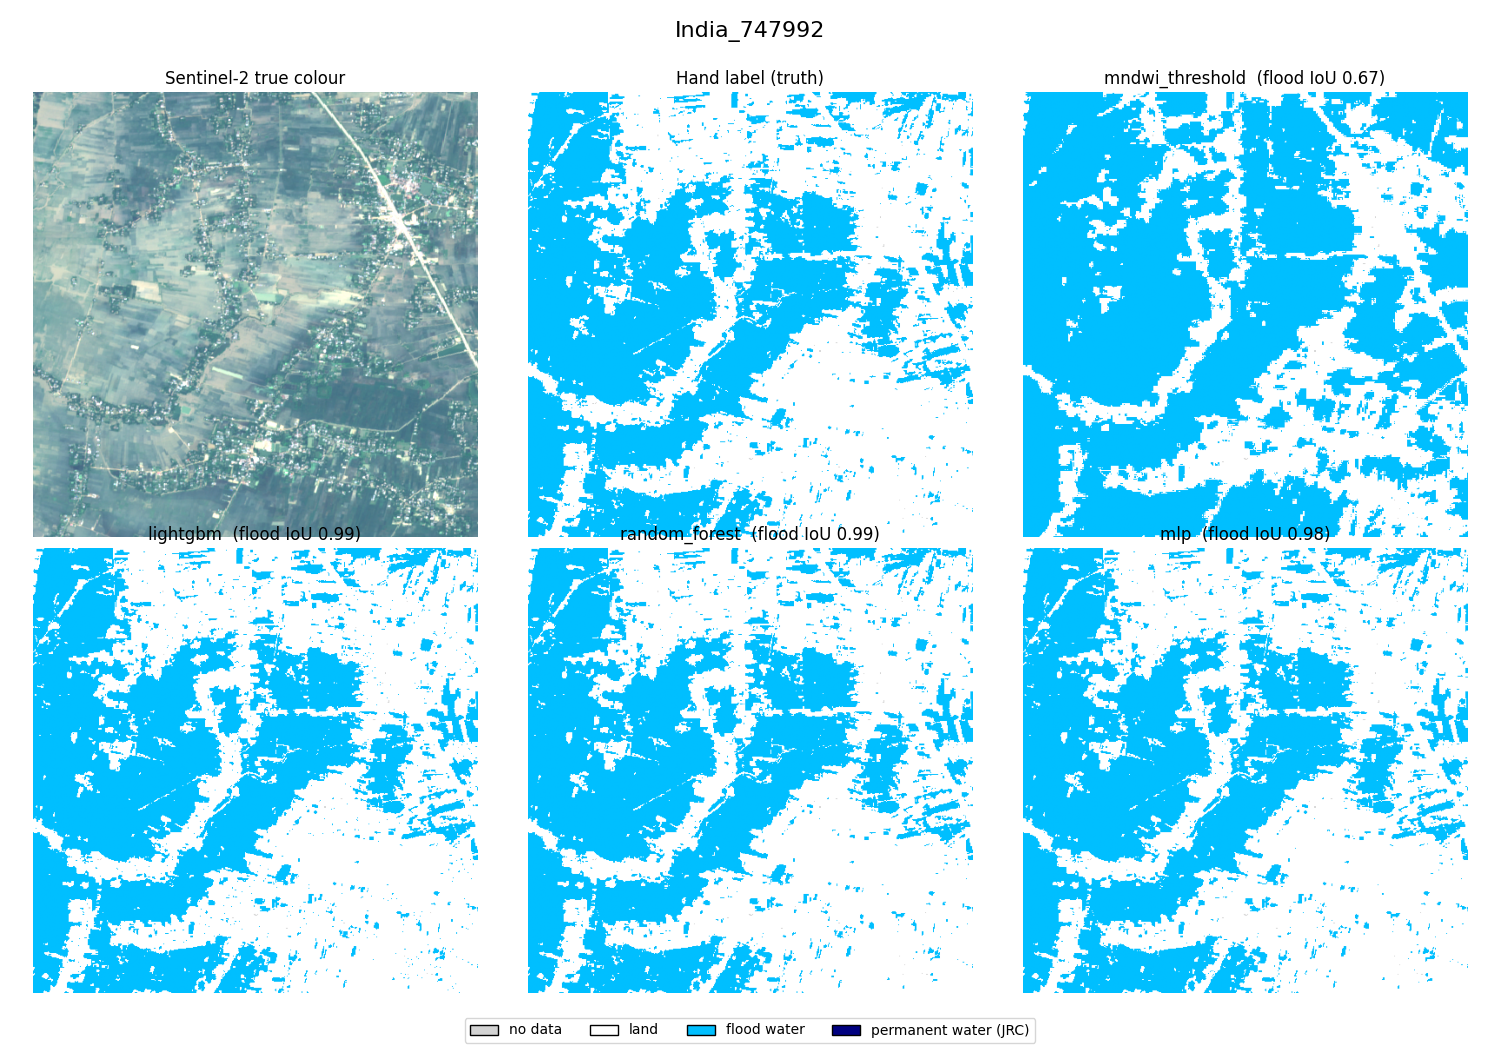 India_747992
Sentinel-2 true colour
Hand label (truth)
mndwi_threshold (flood IoU 0.67)
lightgbm (flood IoU 0.99)
random_forest (flood IoU 0.99)
mlp (flood IoU 0.98)
no data
land
flood water
permanent water (JRC)